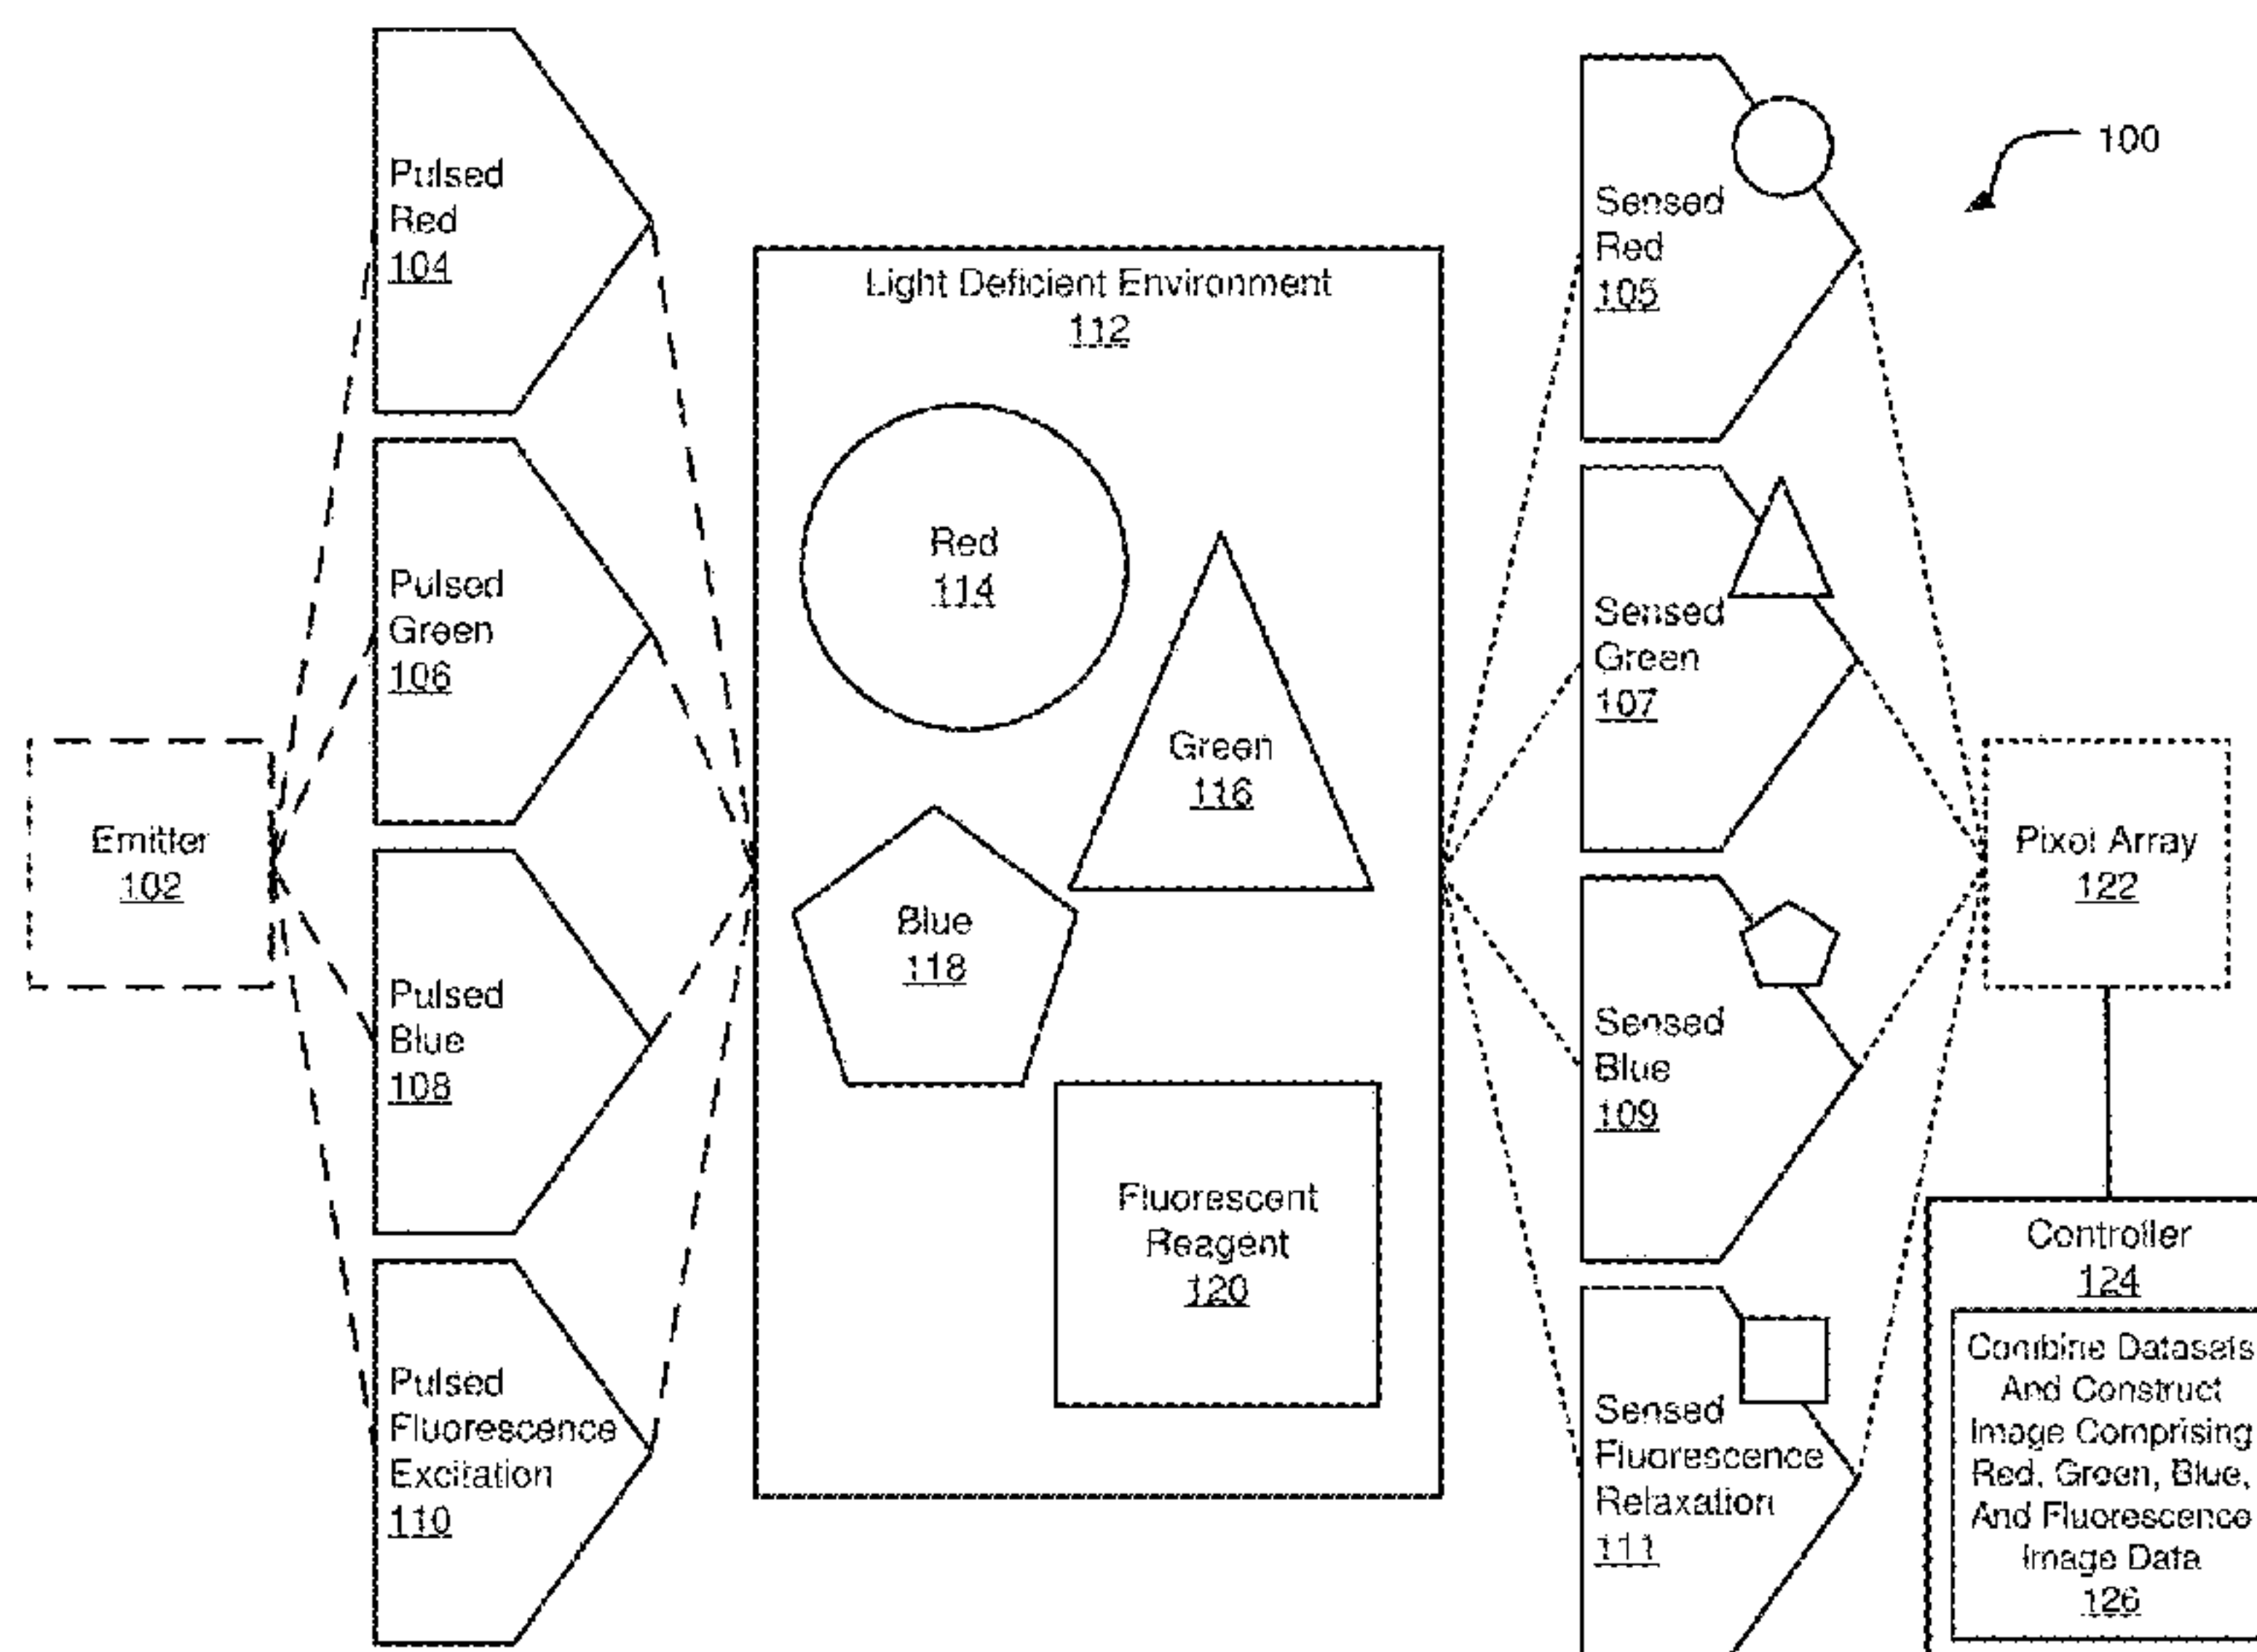 Pulsed
Red
104
Pulsed
Green
106
Emitter
102
Pulsed
Blue
108
Pulsed
Fluorescence
Excitation
110
Light Deficient Environment
112
Red
114
Green
116
Blue
118
Fluorescent
Reagent
120
Sensed
Red
105
100
Sensed
Green
107
Pixel Array
122
Sensed
Blue
109
Sensed
Fluorescence
Relaxation
111
Controller
124
Combine Datasets
And Construct
Image Comprising
Red, Green, Blue,
And Fluorescence
Image Data
126